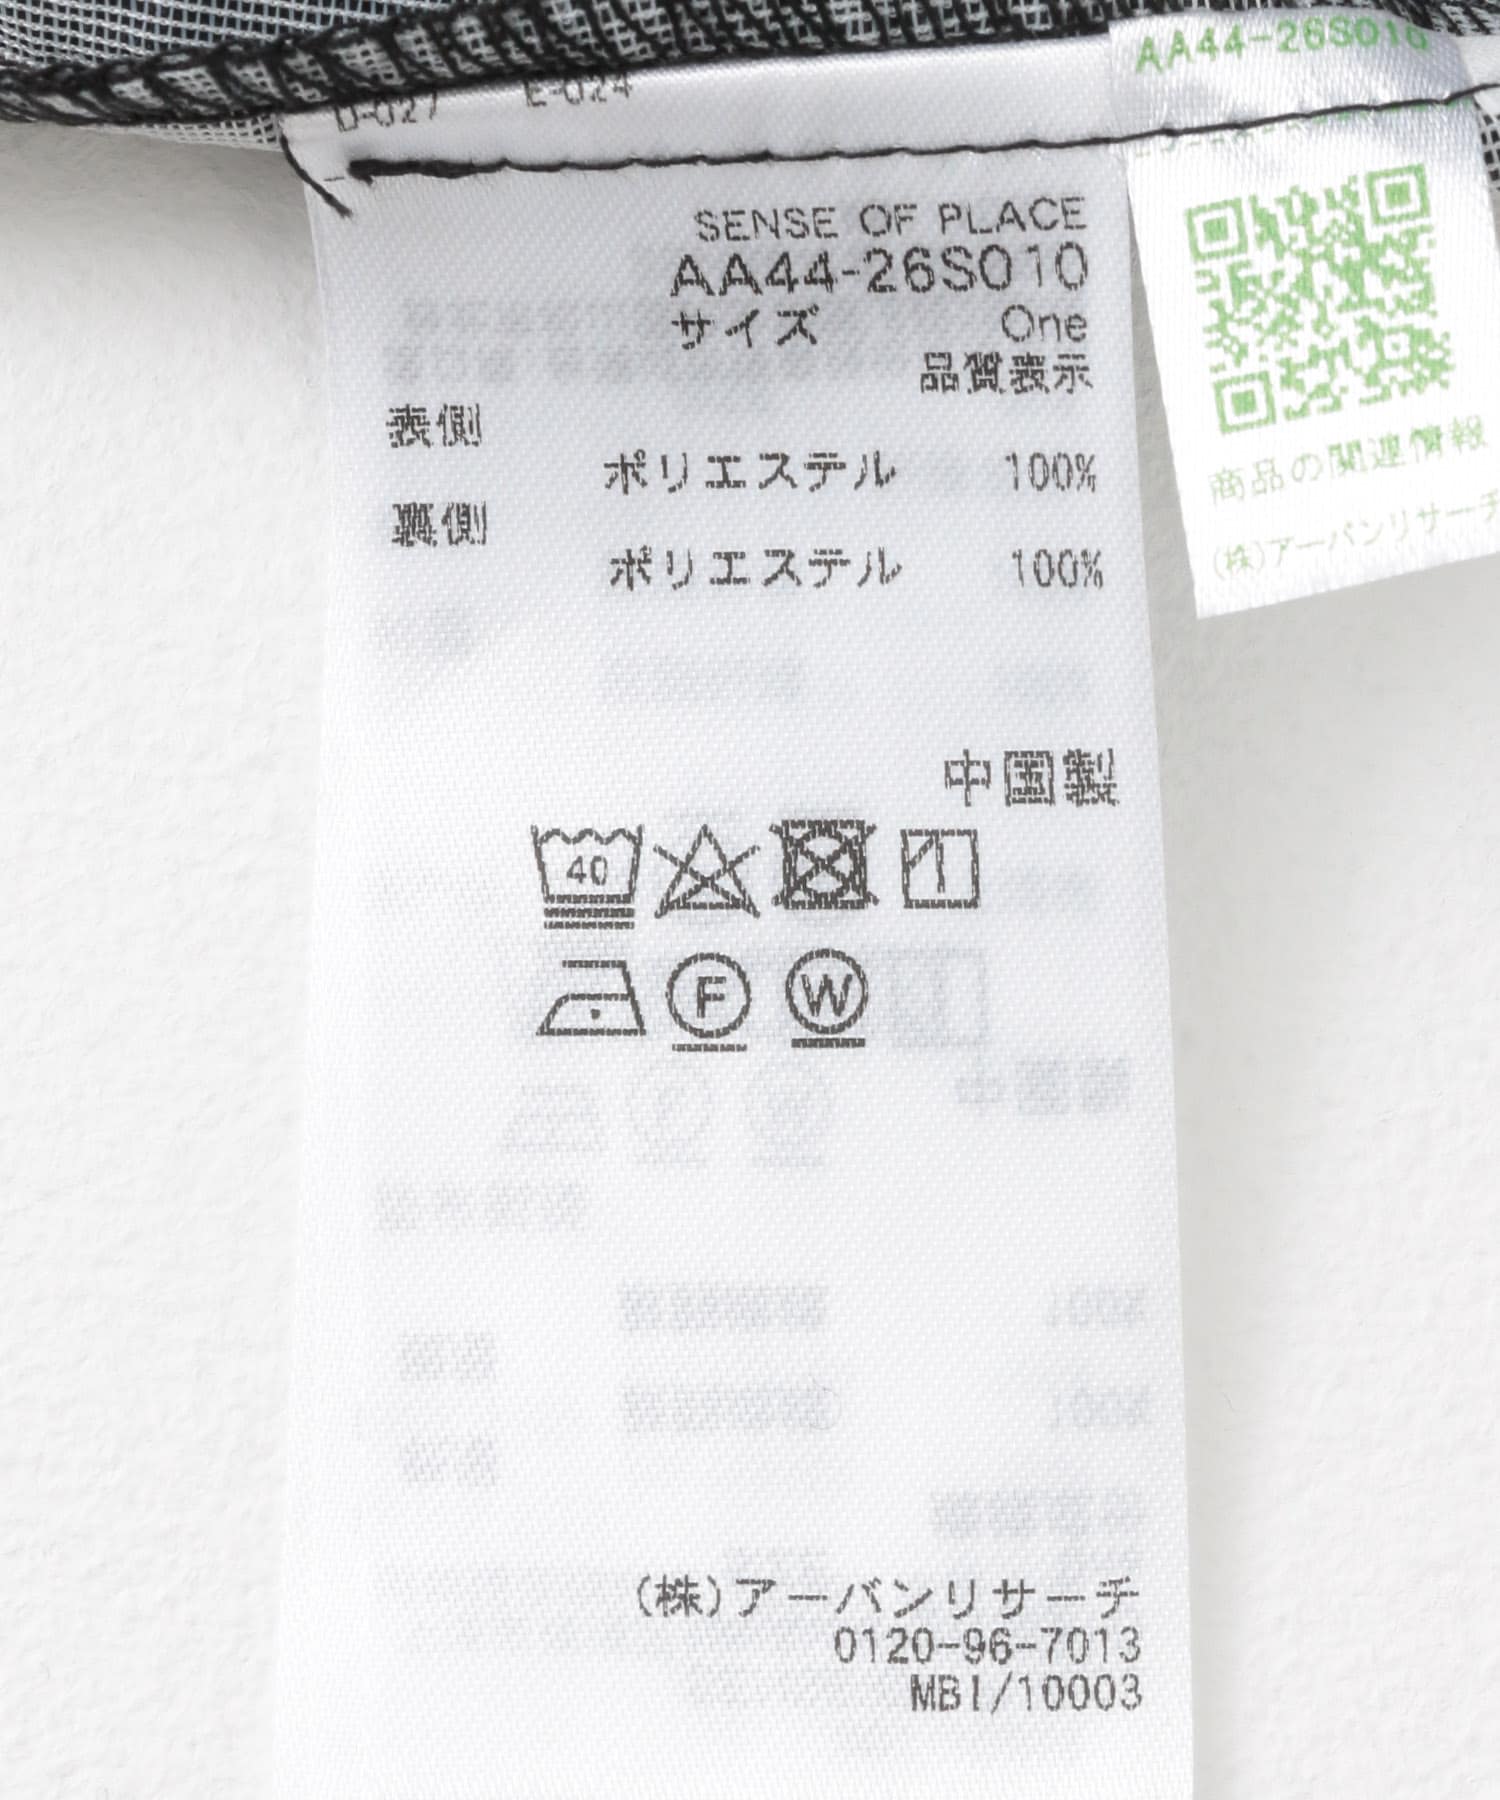 D-027 E-024
SENSE OF PLACE
AA44-26S010
サイズ One
品質表示
表側
ポリエステル 100%
裏側
ポリエステル 100%
中国製
40
F W
(株)アーバンリサーチ
0120-96-7013
MBI/10003
AA44-26S010
商品の関連情報
(株)アーバンリサーチ